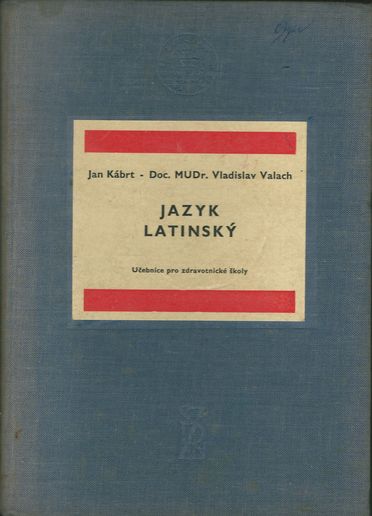 Jan Kábrt - Doc. MUDr. Vladislav Valach
JAZYK
LATINSKÝ
Učebnice pro zdravotnické školy